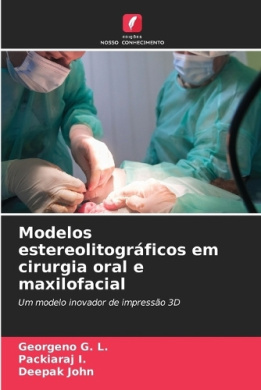 edições
NOSSO CONHECIMENTO
Modelos
estereolitográficos em
cirurgia oral e
maxilofacial
Um modelo inovador de impressão 3D
Georgeno G. L.
Packiaraj I.
Deepak John